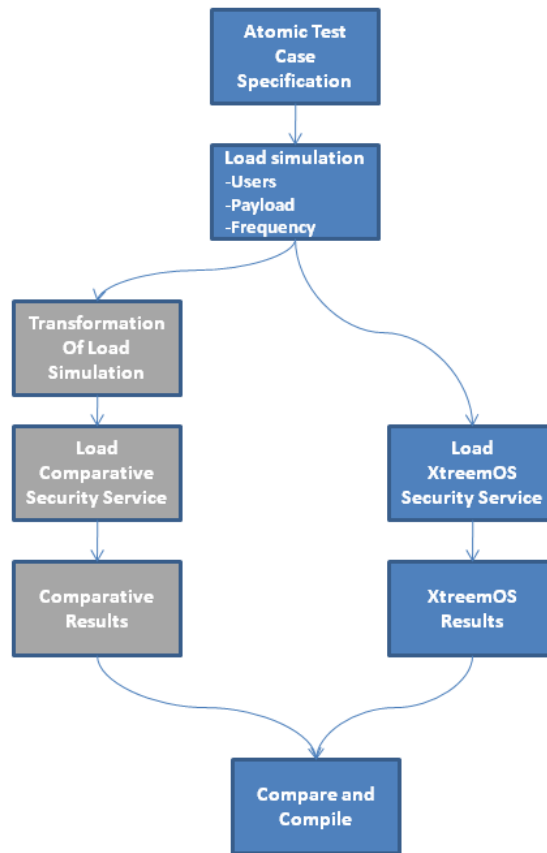 Atomic Test
Case
Specification
Load simulation
-Users
-Payload
-Frequency
Transformation
Of Load
Simulation
Load
Comparative
Security Service
Load
XtreemOS
Security Service
Comparative
Results
XtreemOS
Results
Compare and
Compile